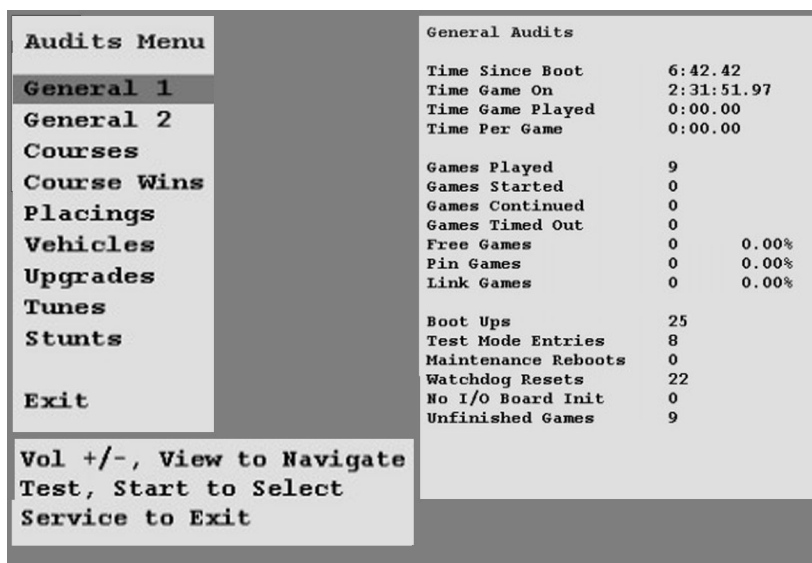 Audits Menu
General 1
General 2
Courses
Course Wins
Placings
Vehicles
Upgrades
Tunes
Stunts
Exit
Vol +/-, View to Navigate
Test, Start to Select
Service to Exit
General Audits
Time Since Boot 6:42.42
Time Game On 2:31:51.97
Time Game Played 0:00.00
Time Per Game 0:00.00
Games Played 9
Games Started 0
Games Continued 0
Games Timed Out 0
Free Games 0 0.00%
Pin Games 0 0.00%
Link Games 0 0.00%
Boot Ups 25
Test Mode Entries 8
Maintenance Reboots 0
Watchdog Resets 22
No I/O Board Init 0
Unfinished Games 9